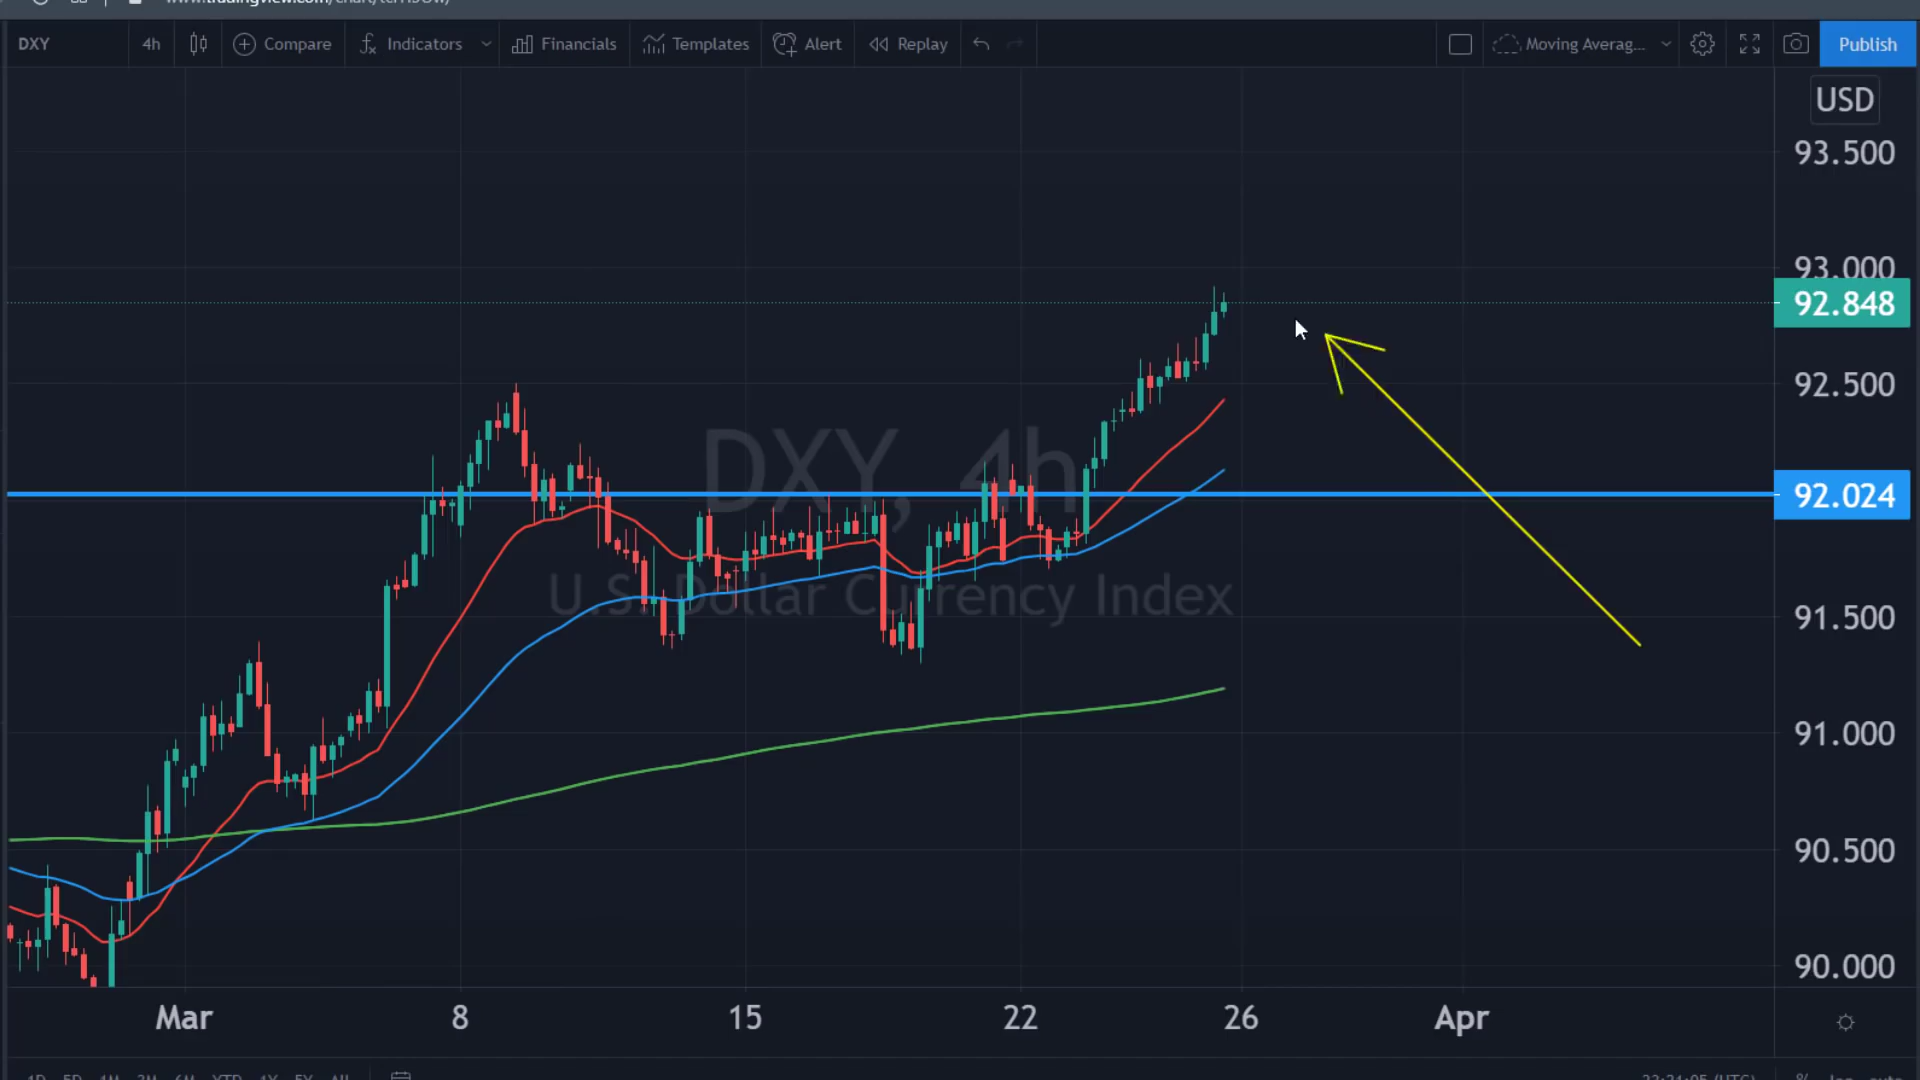 DXY 4h Compare Indicators Financials Templates Alert Replay Moving Averag... Publish
USD
93.500
93.000
92.848
92.500
DXY, 4h
92.024
U.S. Dollar Currency Index
91.500
91.000
90.500
90.000
Mar 8 15 22 26 Apr